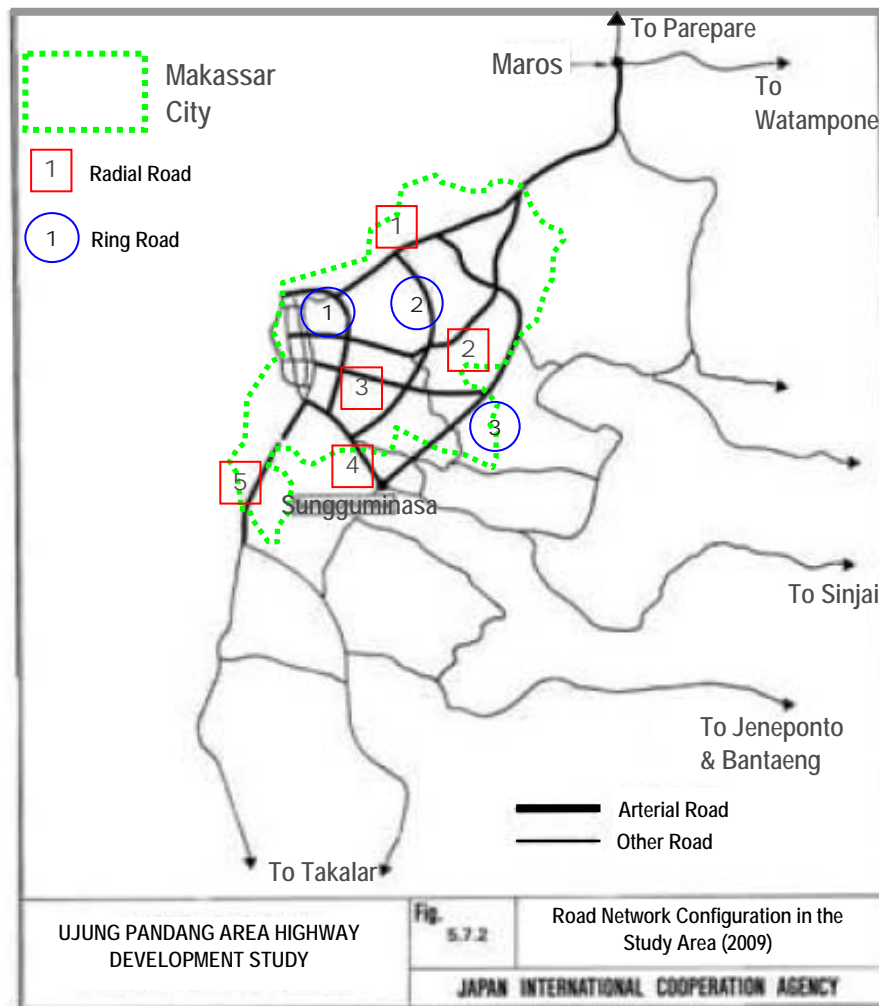 To Parepare
Maros
To
Watampone
Makassar
City
1 Radial Road
1 Ring Road
1
1
2
2
3
3
4
5
Sungguminasa
To Sinjai
To Jeneponto
& Bantaeng
Arterial Road
Other Road
To Takalar
UJUNG PANDANG AREA HIGHWAY
DEVELOPMENT STUDY
Fig.
5.7.2
Road Network Configuration in the
Study Area (2009)
JAPAN INTERNATIONAL COOPERATION AGENCY